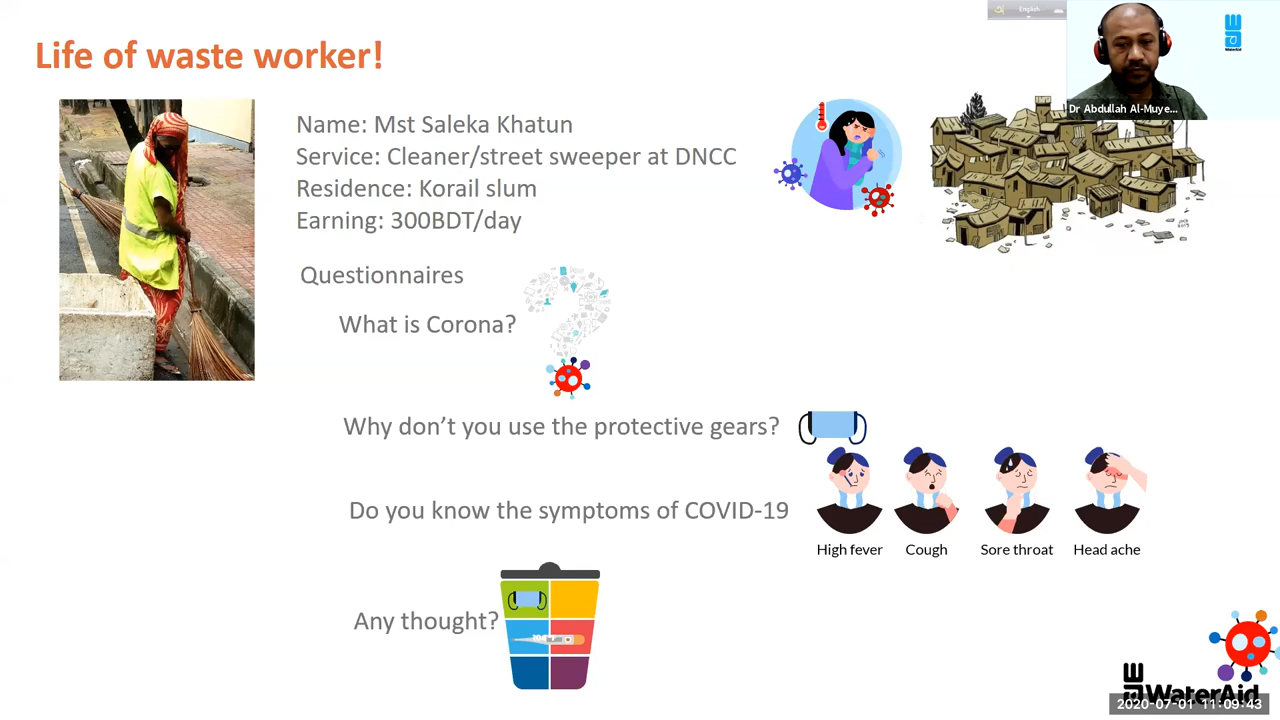 English
Life of waste worker!
WaterAid
Dr Abdullah Al-Muye...
Name: Mst Saleka Khatun
Service: Cleaner/street sweeper at DNCC
Residence: Korail slum
Earning: 300BDT/day
Questionnaires
What is Corona?
Why don’t you use the protective gears?
Do you know the symptoms of COVID-19
High fever
Cough
Sore throat
Head ache
Any thought?
WaterAid
2020-07-01 11:09:43